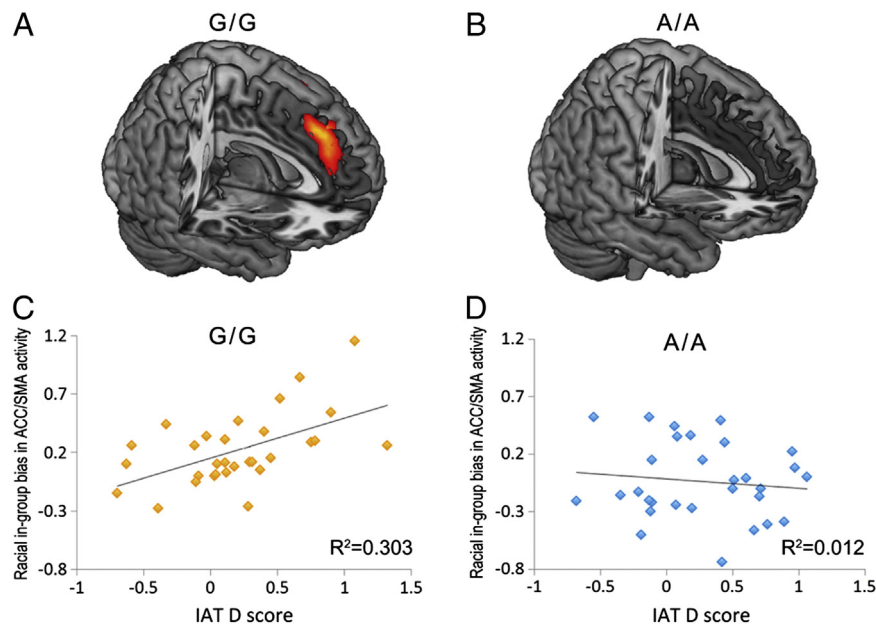 A
G/G
B
A/A
C
G/G
Racial in-group bias in ACC/SMA activity
1.2
0.7
0.2
-0.3
-0.8
R²=0.303
-1
-0.5
0
0.5
1
1.5
IAT D score
D
A/A
Racial in-group bias in ACC/SMA activity
1.2
0.7
0.2
-0.3
-0.8
R²=0.012
-1
-0.5
0
0.5
1
1.5
IAT D score